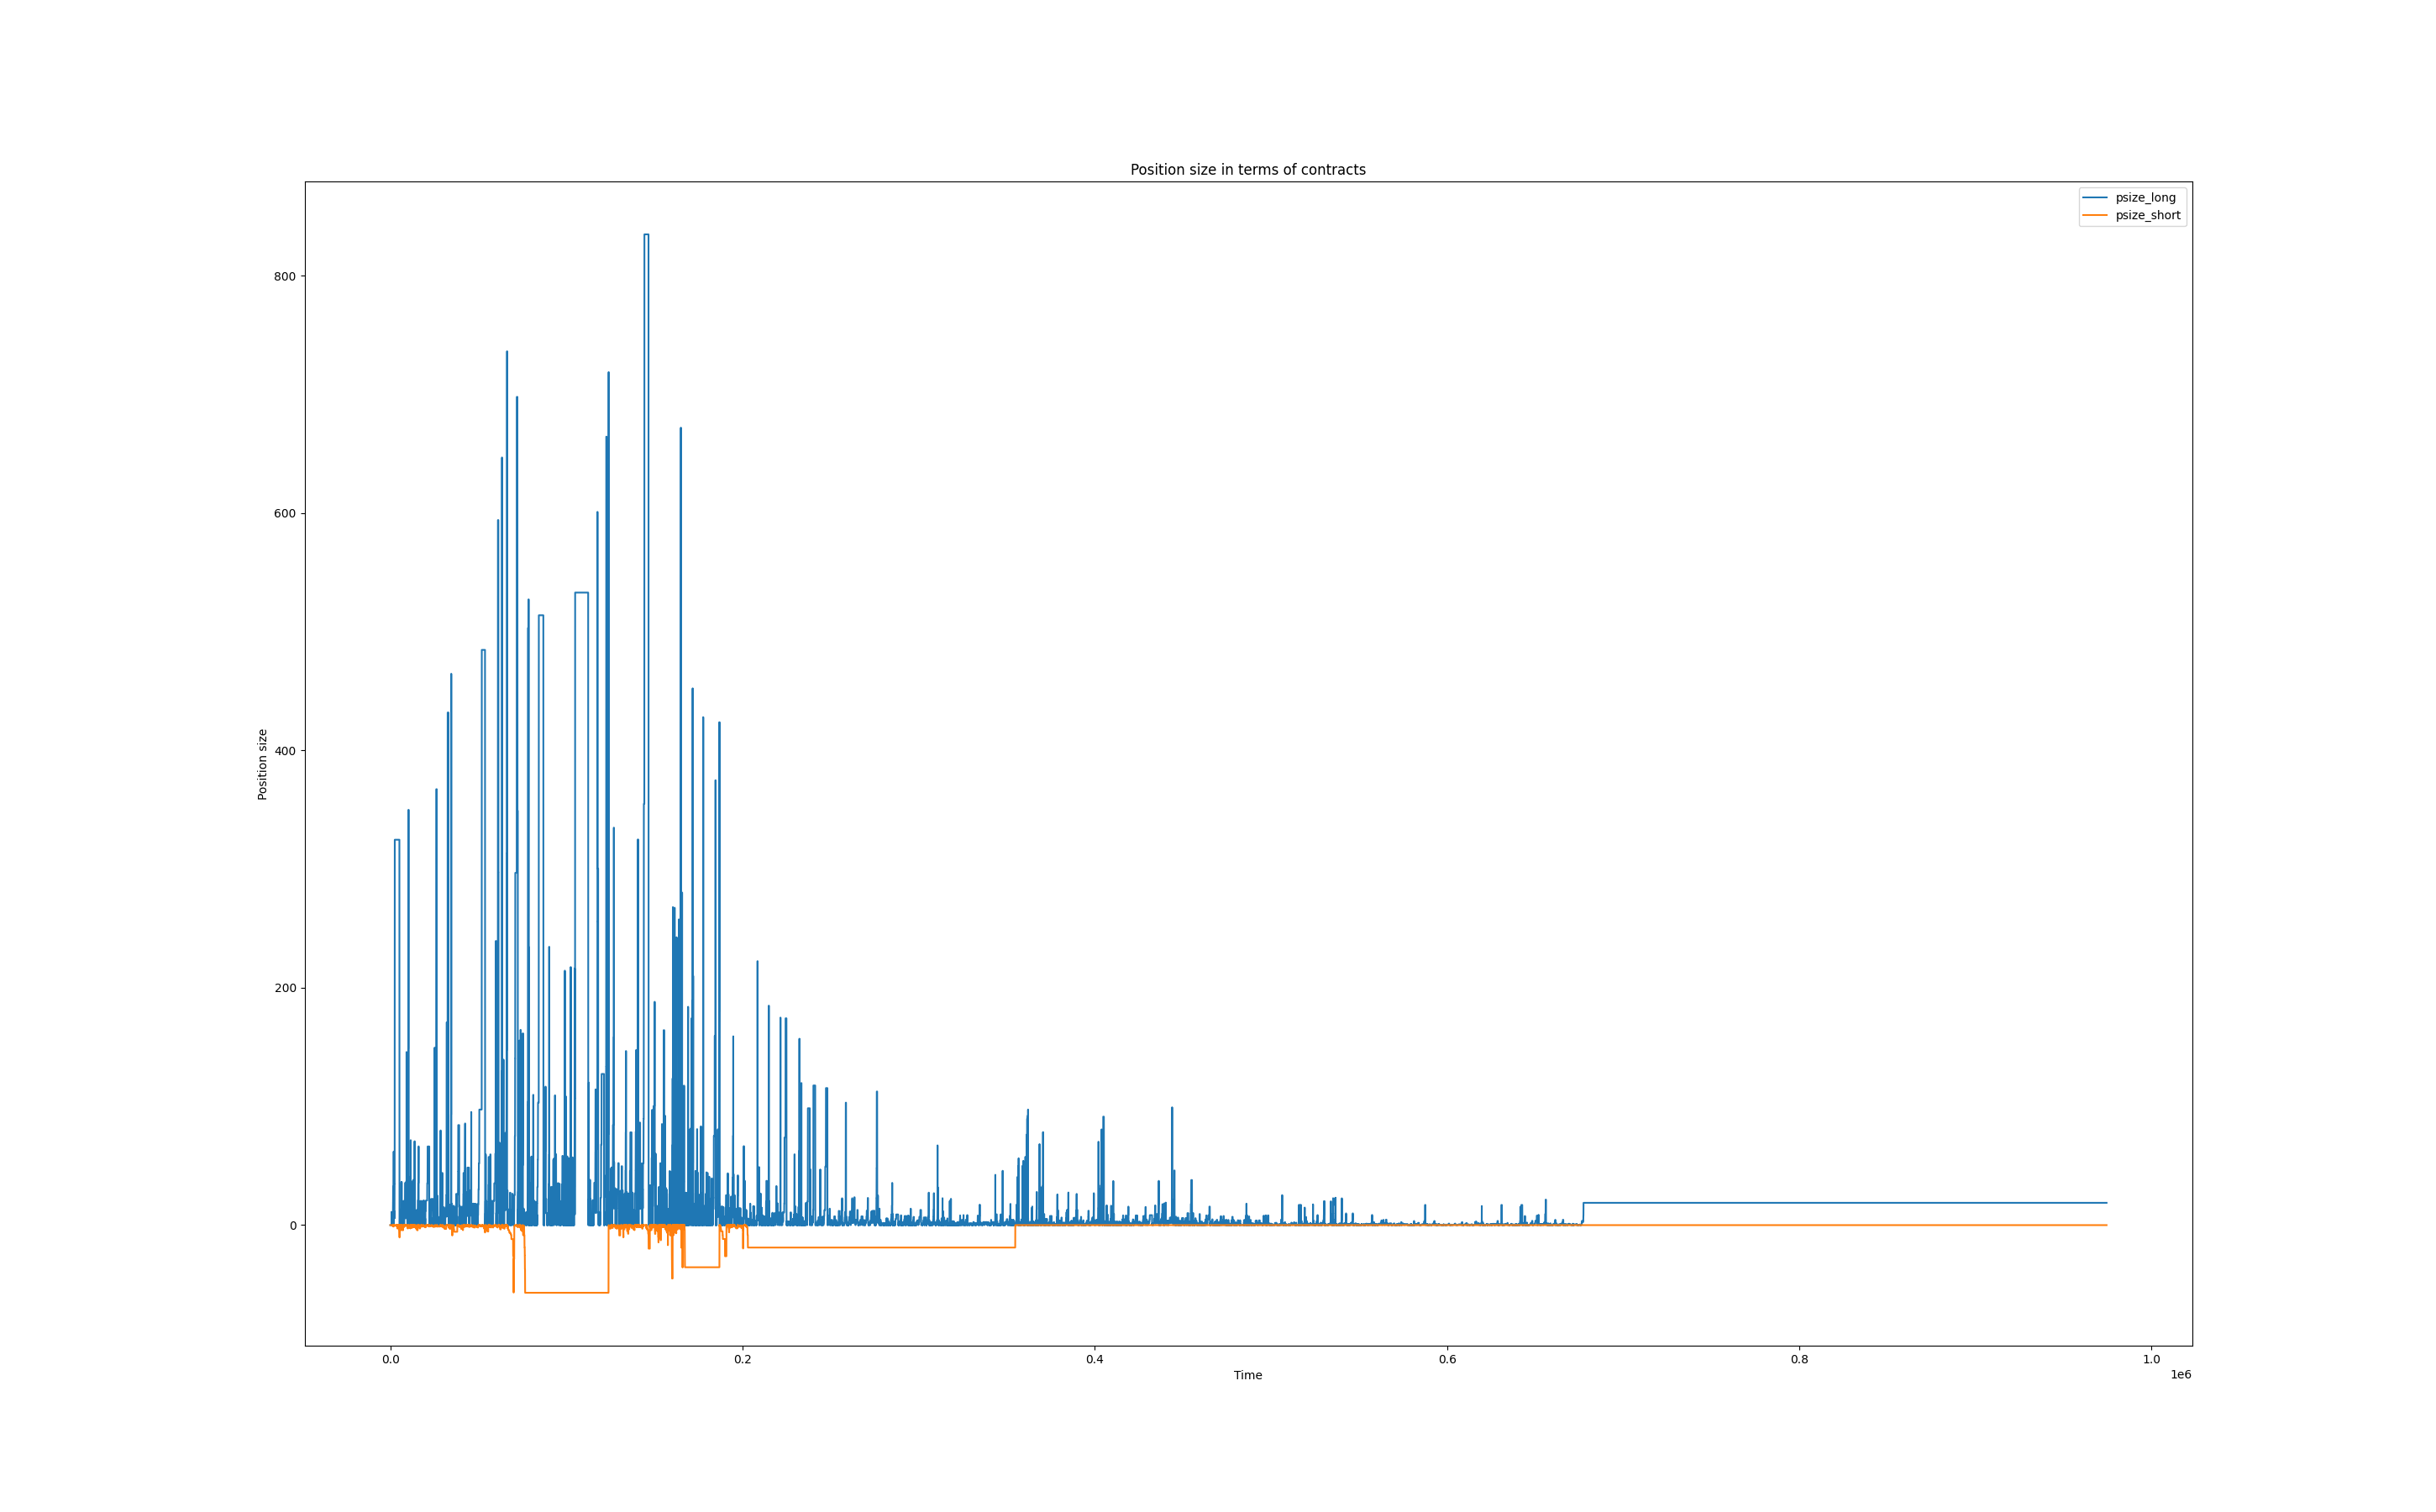 Position size in terms of contracts
psize_long
psize_short
800
600
400
200
0
Position size
0.0
0.2
0.4
0.6
0.8
1.0
Time
1e6